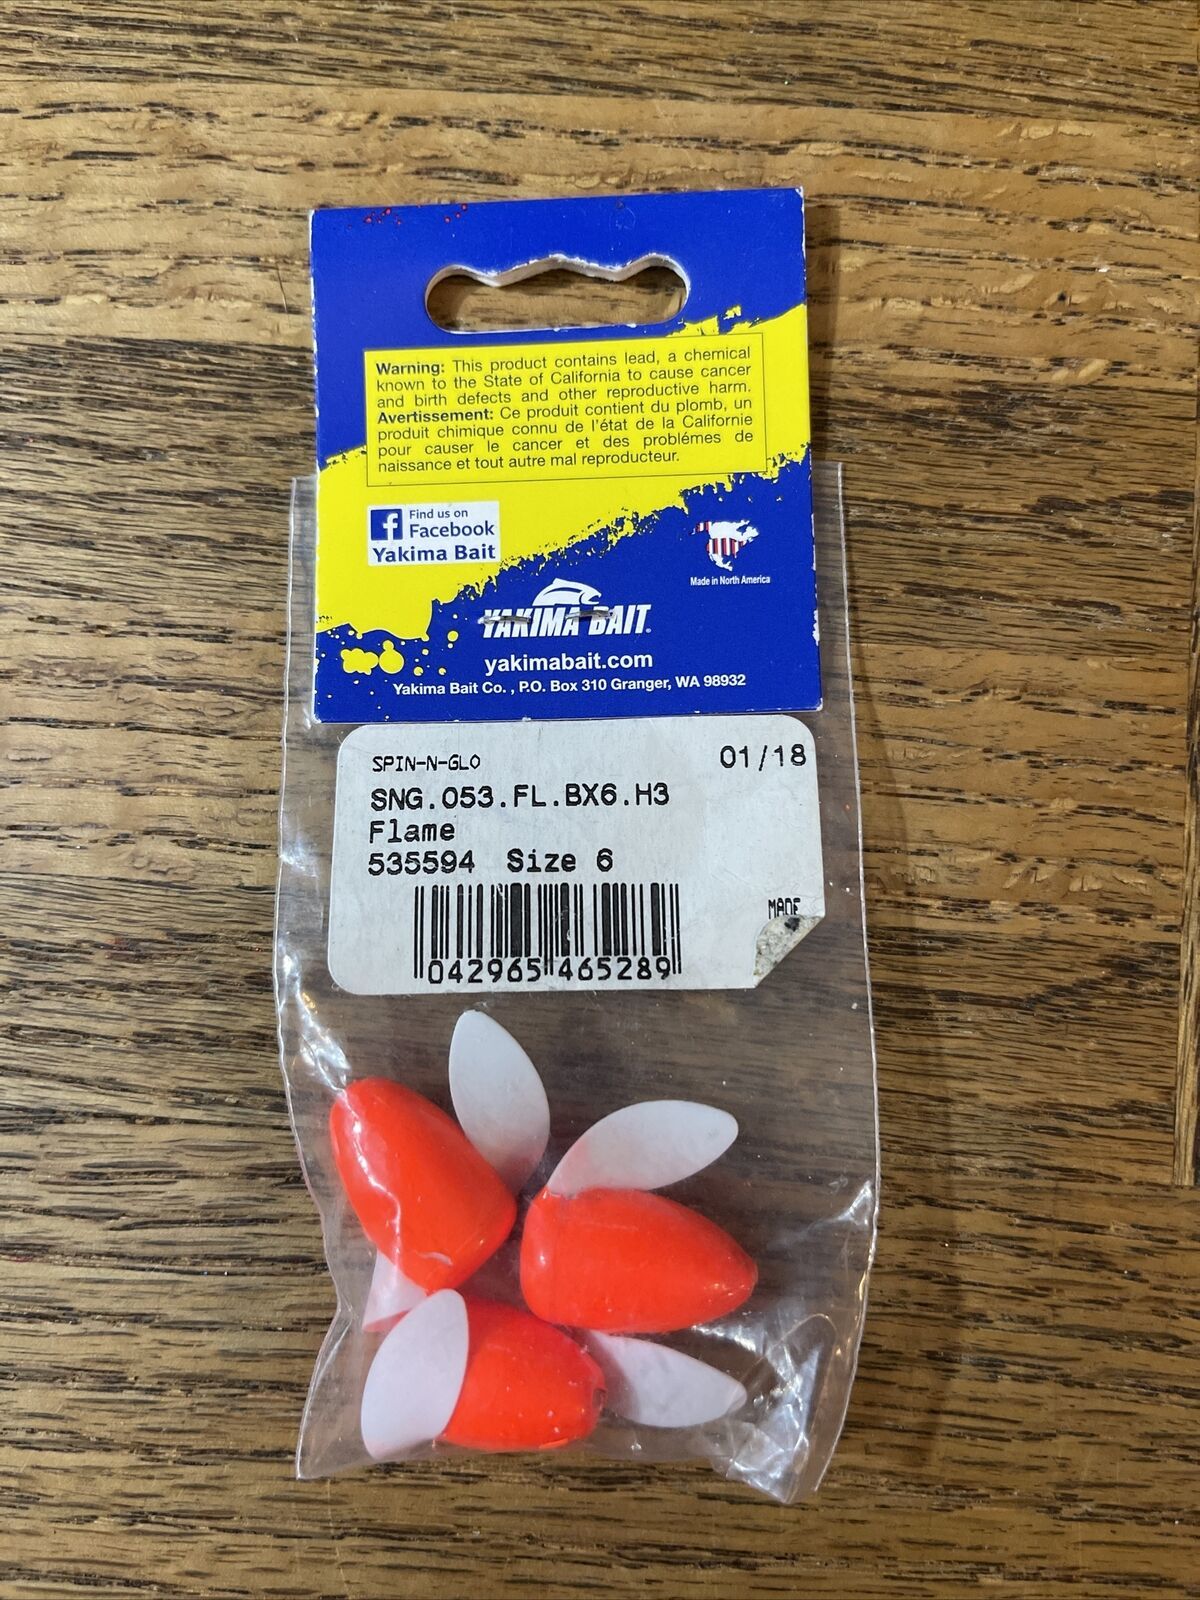 Warning: This product contains lead, a chemical
known to the State of California to cause cancer
and birth defects and other reproductive harm.
Avertissement: Ce produit contient du plomb, un
produit chimique connu de l'état de la Californie
pour causer le cancer et des problémes de
naissance et tout autre mal reproducteur.
f Find us on
Facebook
Yakima Bait
Made in North America
YAKIMA BAIT
yakimabait.com
Yakima Bait Co. , P.O. Box 310 Granger, WA 98932
SPIN-N-GLO 01/18
SNG.053.FL.BX6.H3
Flame
535594 Size 6
MADE
042965 465289